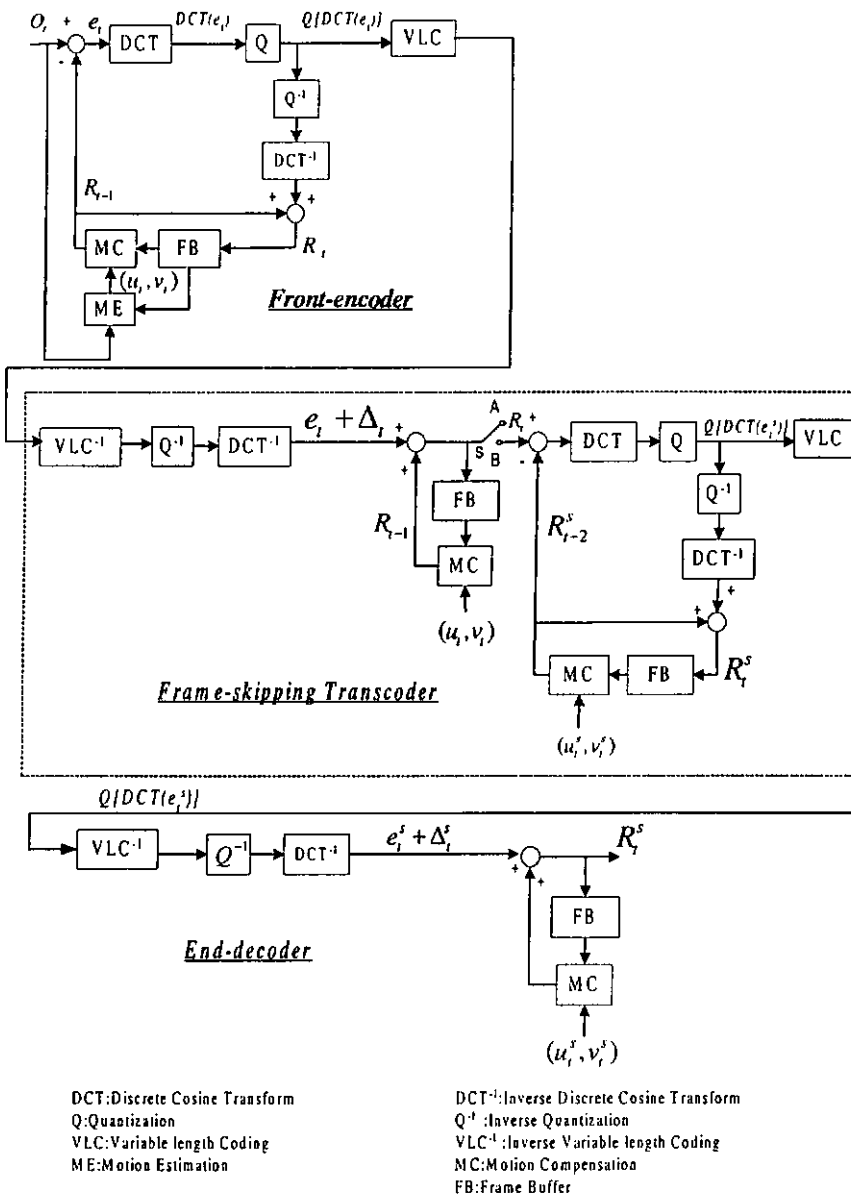 O_t + e_t DCT DCT(e_t) Q Q[DCT(e_t)] VLC
-
Q⁻¹
DCT⁻¹
R_{t-1} + +
MC FB R_t
(u_t, v_t)
ME
Front-encoder
VLC⁻¹ Q⁻¹ DCT⁻¹ e_t + Δ_t + A R_t + DCT Q Q[DCT(e_t^s)] VLC
+ S B -
FB R_{t-2}^s Q⁻¹
R_{t-1}
MC DCT⁻¹
(u_t, v_t) + +
MC FB R_t^s
Frame-skipping Transcoder
(u_t^s, v_t^s)
Q[DCT(e_t^s)]
VLC⁻¹ Q⁻¹ DCT⁻¹ e_t^s + Δ_t^s R_t^s
+ +
FB
End-decoder
MC
(u_t^s, v_t^s)
DCT:Discrete Cosine Transform
Q:Quantization
VLC:Variable length Coding
ME:Motion Estimation
DCT⁻¹:Inverse Discrete Cosine Transform
Q⁻¹ :Inverse Quantization
VLC⁻¹ :Inverse Variable length Coding
MC:Motion Compensation
FB:Frame Buffer